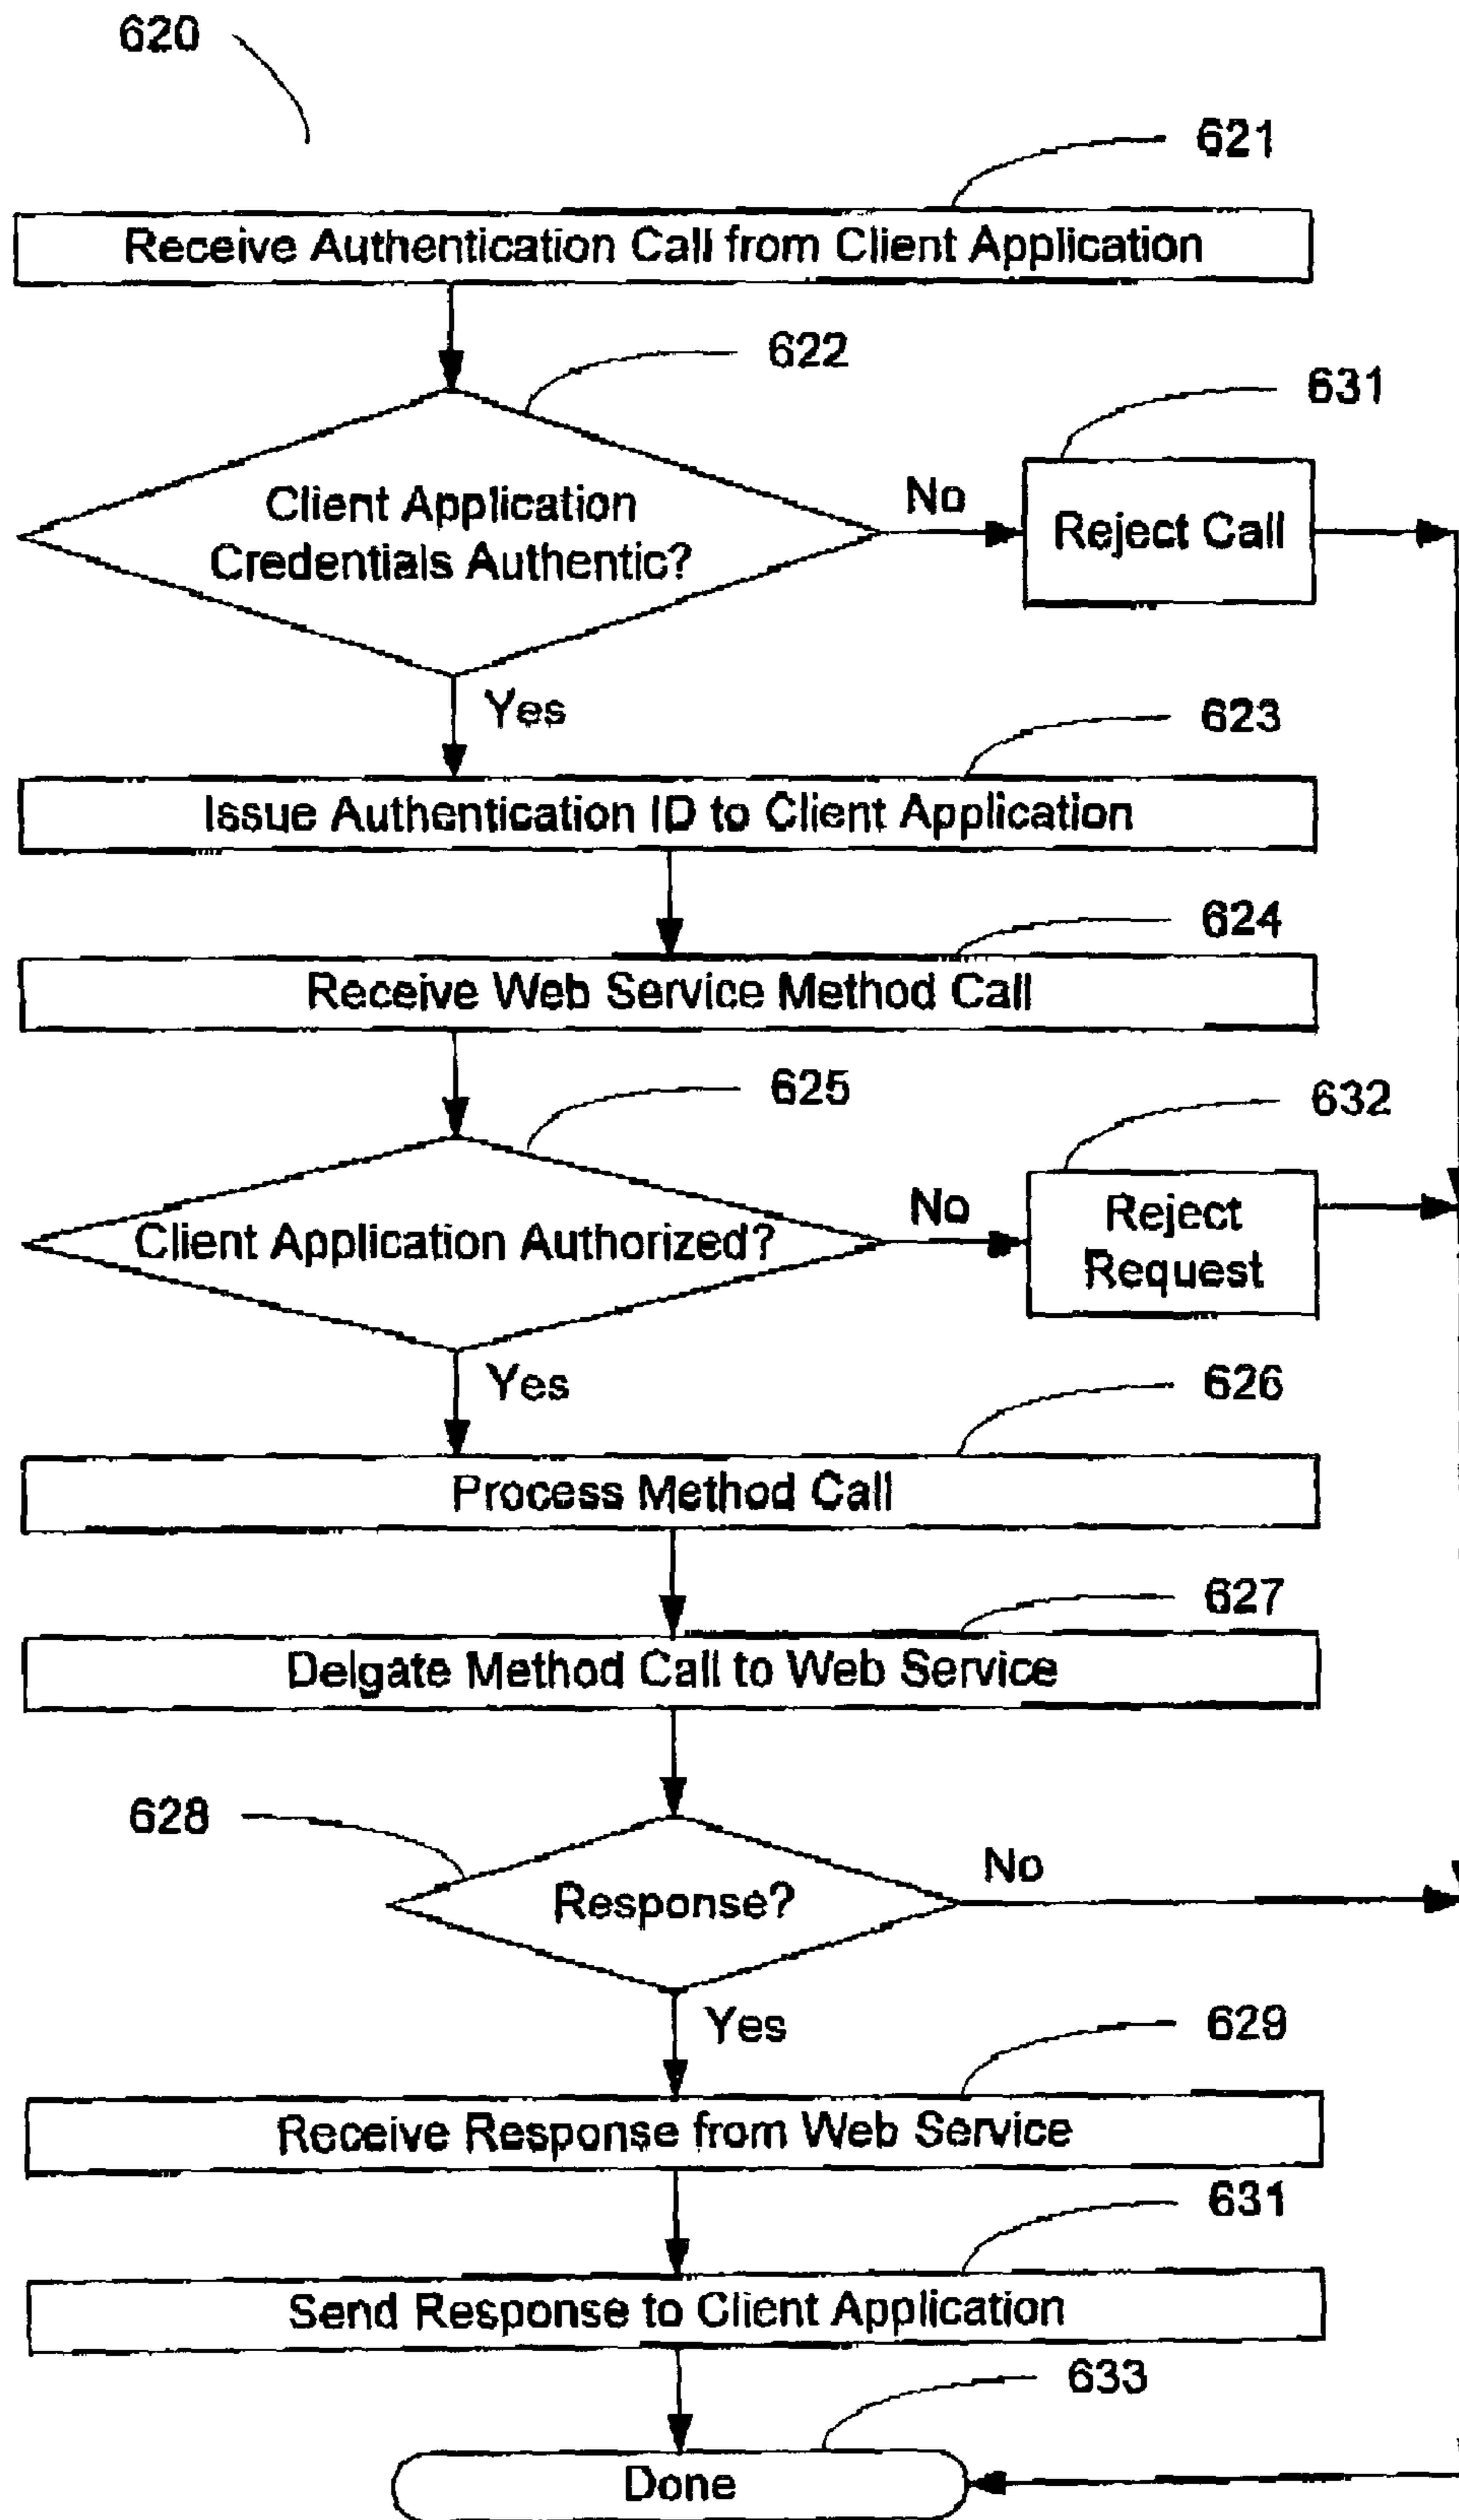 620
621
Receive Authentication Call from Client Application
622
631
Client Application
Credentials Authentic?
No
Reject Call
Yes
623
Issue Authentication ID to Client Application
624
Receive Web Service Method Call
625
632
Client Application Authorized?
No
Reject
Request
Yes
626
Process Method Call
627
Delgate Method Call to Web Service
628
Response?
No
Yes
629
Receive Response from Web Service
631
Send Response to Client Application
633
Done